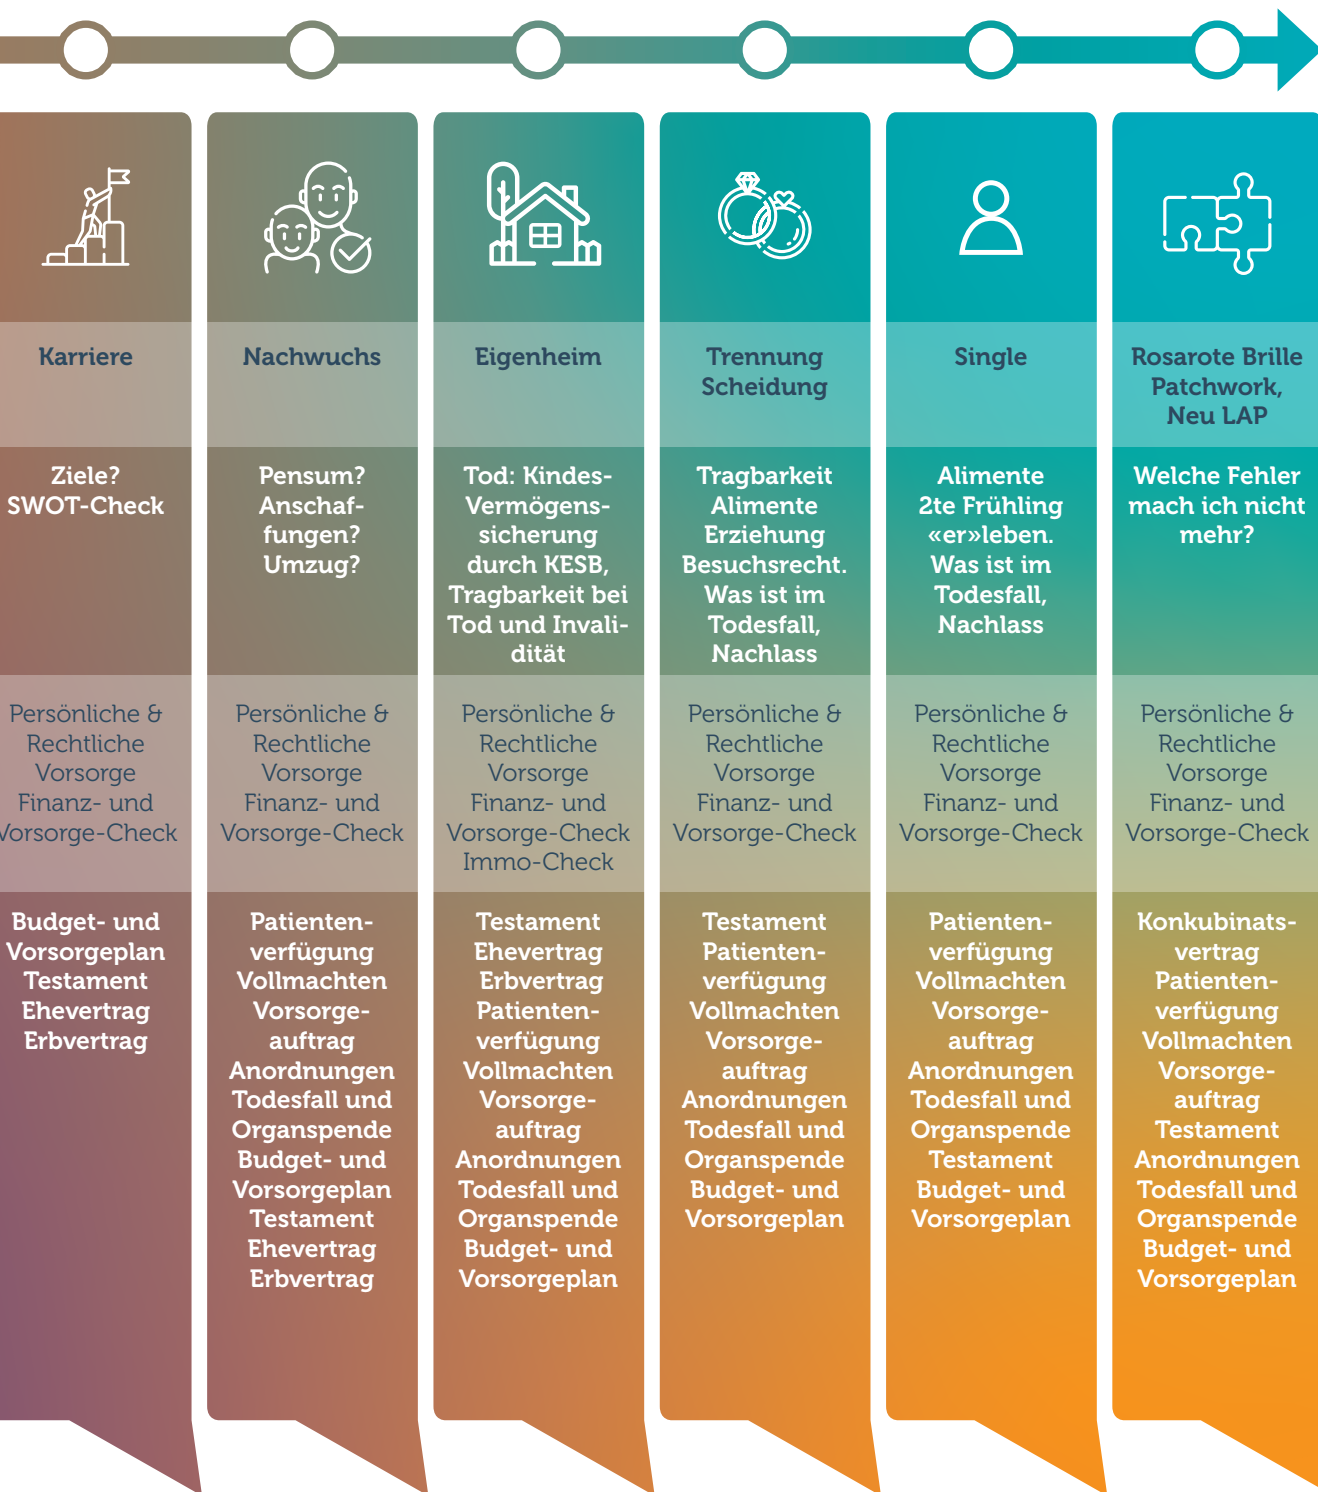 Karriere
Ziele?
SWOT-Check
Persönliche &
Rechtliche
Vorsorge
Finanz- und
Vorsorge-Check
Budget- und
Vorsorgeplan
Testament
Ehevertrag
Erbvertrag
Nachwuchs
Pensum?
Anschaf-
fungen?
Umzug?
Persönliche &
Rechtliche
Vorsorge
Finanz- und
Vorsorge-Check
Patienten-
verfügung
Vollmachten
Vorsorge-
auftrag
Anordnungen
Todesfall und
Organspende
Budget- und
Vorsorgeplan
Testament
Ehevertrag
Erbvertrag
Eigenheim
Tod: Kindes-
Vermögens-
sicherung
durch KESB,
Tragbarkeit bei
Tod und Invali-
dität
Persönliche &
Rechtliche
Vorsorge
Finanz- und
Vorsorge-Check
Immo-Check
Testament
Ehevertrag
Erbvertrag
Patienten-
verfügung
Vollmachten
Vorsorge-
auftrag
Anordnungen
Todesfall und
Organspende
Budget- und
Vorsorgeplan
Trennung
Scheidung
Tragbarkeit
Alimente
Erziehung
Besuchsrecht.
Was ist im
Todesfall,
Nachlass
Persönliche &
Rechtliche
Vorsorge
Finanz- und
Vorsorge-Check
Testament
Patienten-
verfügung
Vollmachten
Vorsorge-
auftrag
Anordnungen
Todesfall und
Organspende
Budget- und
Vorsorgeplan
Single
Alimente
2te Frühling
«er»leben.
Was ist im
Todesfall,
Nachlass
Persönliche &
Rechtliche
Vorsorge
Finanz- und
Vorsorge-Check
Patienten-
verfügung
Vollmachten
Vorsorge-
auftrag
Anordnungen
Todesfall und
Organspende
Testament
Budget- und
Vorsorgeplan
Rosarote Brille
Patchwork,
Neu LAP
Welche Fehler
mach ich nicht
mehr?
Persönliche &
Rechtliche
Vorsorge
Finanz- und
Vorsorge-Check
Konkubinats-
vertrag
Patienten-
verfügung
Vollmachten
Vorsorge-
auftrag
Testament
Anordnungen
Todesfall und
Organspende
Budget- und
Vorsorgeplan